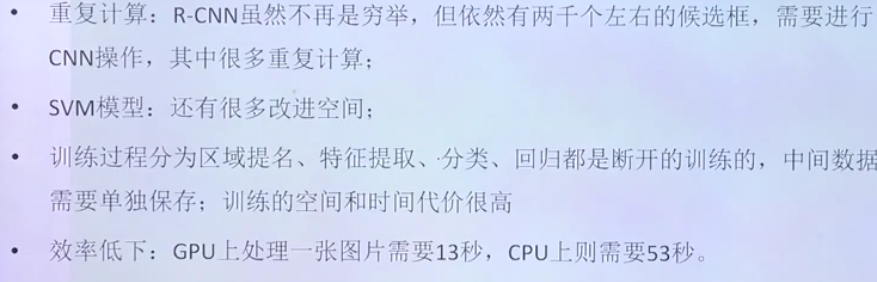 • 重复计算：R-CNN虽然不再是穷举，但依然有两千个左右的候选框，需要进行
CNN操作，其中很多重复计算；
• SVM模型：还有很多改进空间；
• 训练过程分为区域提名、特征提取、分类、回归都是断开的训练的，中间数据
需要单独保存；训练的空间和时间代价很高
• 效率低下：GPU上处理一张图片需要13秒，CPU上则需要53秒。